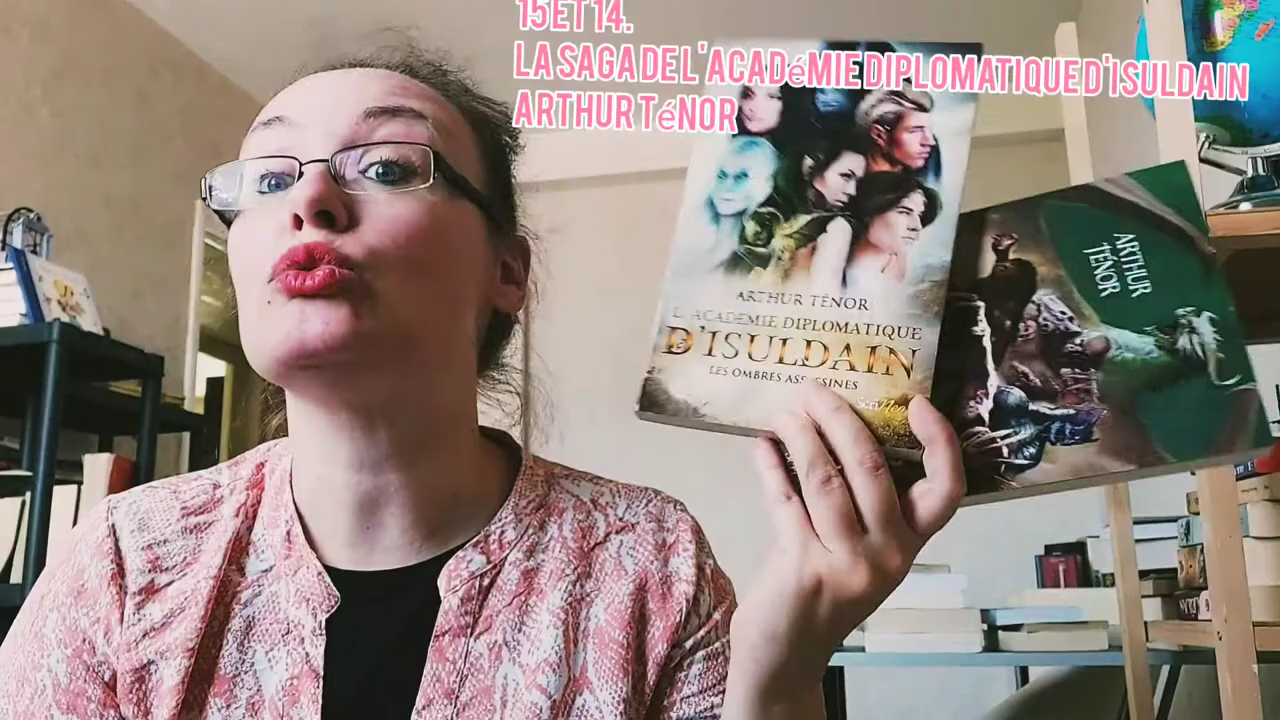 15 ET 14.
LA SAGA DE L'ACADéMIE DIPLOMATIQUE D'ISULDAIN
ARTHUR TéNOR
ARTHUR TÉNOR
L'ACADÉMIE DIPLOMATIQUE
D'ISULDAIN
LES OMBRES ASSASSINES
ScriNeo
ARTHUR
TÉNOR